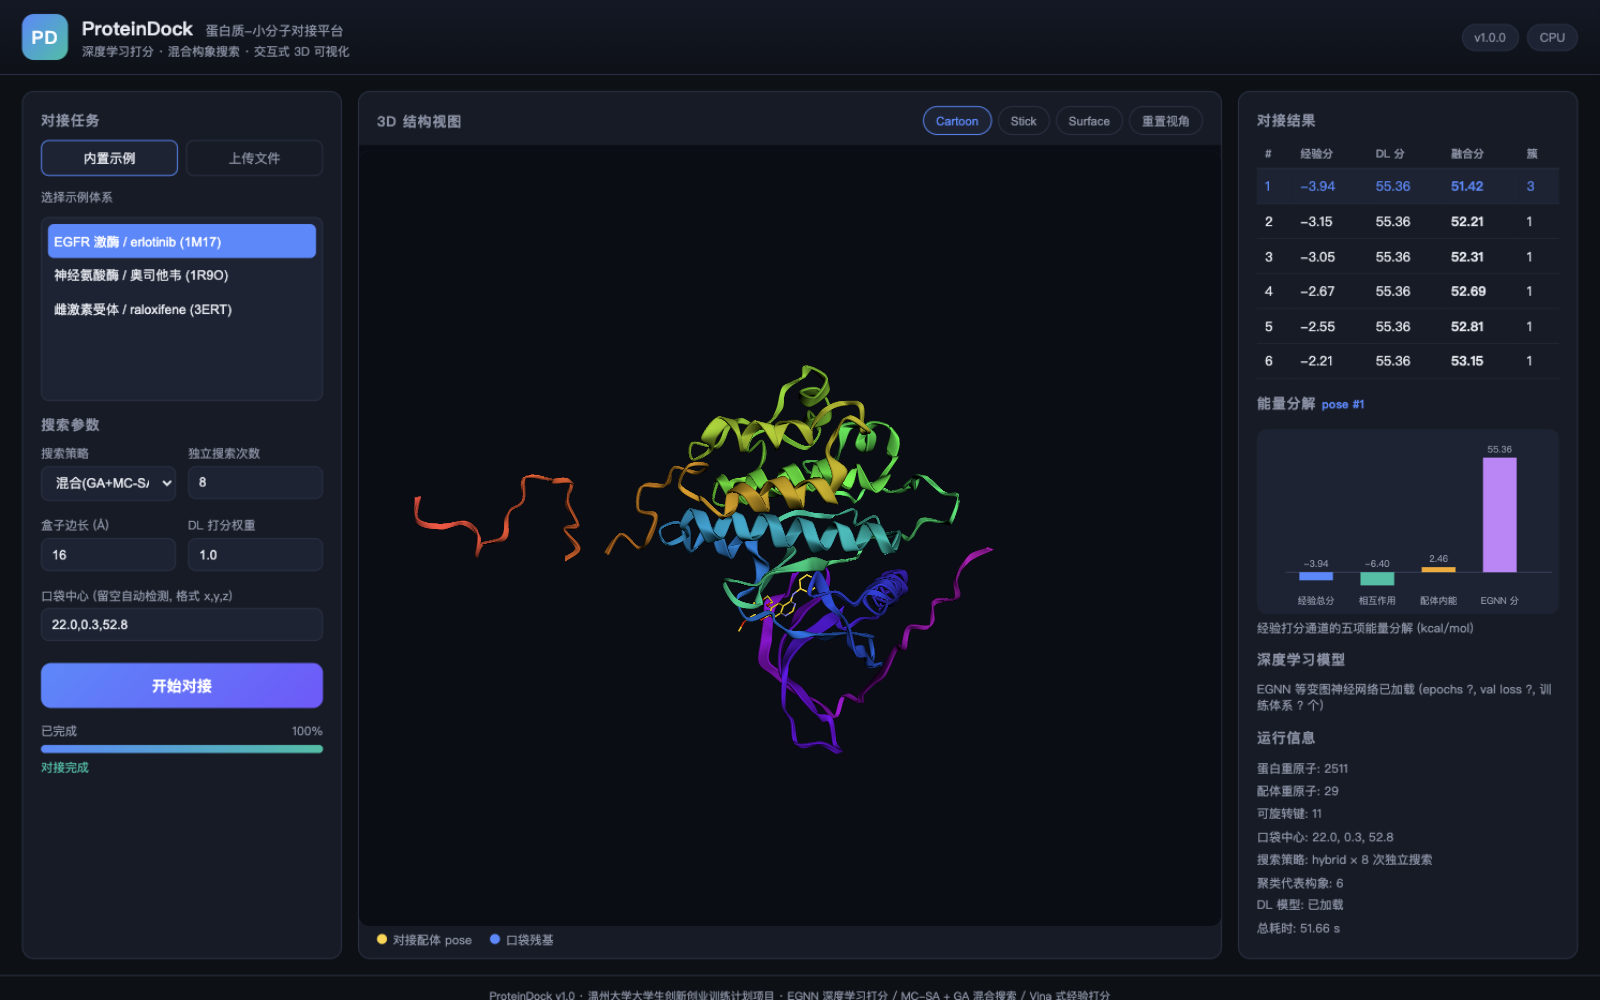 PD
ProteinDock 蛋白质-小分子对接平台
深度学习打分 · 混合构象搜索 · 交互式 3D 可视化
v1.0.0
CPU
对接任务
内置示例
上传文件
选择示例体系
EGFR 激酶 / erlotinib (1M17)
神经氨酸酶 / 奥司他韦 (1R9O)
雌激素受体 / raloxifene (3ERT)
搜索参数
搜索策略 独立搜索次数
混合(GA+MC-SA 8
盒子边长 (Å) DL 打分权重
16 1.0
口袋中心 (留空自动检测, 格式 x,y,z)
22.0,0.3,52.8
开始对接
已完成 100%
对接完成
3D 结构视图
Cartoon Stick Surface 重置视角
对接配体 pose 口袋残基
对接结果
# 经验分 DL 分 融合分 簇
1 −3.94 55.36 51.42 3
2 −3.15 55.36 52.21 1
3 −3.05 55.36 52.31 1
4 −2.67 55.36 52.69 1
5 −2.55 55.36 52.81 1
6 −2.21 55.36 53.15 1
能量分解 pose #1
55.36
−3.94 −6.40 2.46
经验总分 相互作用 配体内能 EGNN 分
经验打分通道的五项能量分解 (kcal/mol)
深度学习模型
EGNN 等变图神经网络已加载 (epochs ?, val loss ?, 训
练体系 ? 个)
运行信息
蛋白重原子: 2511
配体重原子: 29
可旋转键: 11
口袋中心: 22.0, 0.3, 52.8
搜索策略: hybrid × 8 次独立搜索
聚类代表构象: 6
DL 模型: 已加载
总耗时: 51.66 s
ProteinDock v1.0 · 温州大学大学生创新创业训练计划项目 · EGNN 深度学习打分 / MC-SA + GA 混合搜索 / Vina 式经验打分